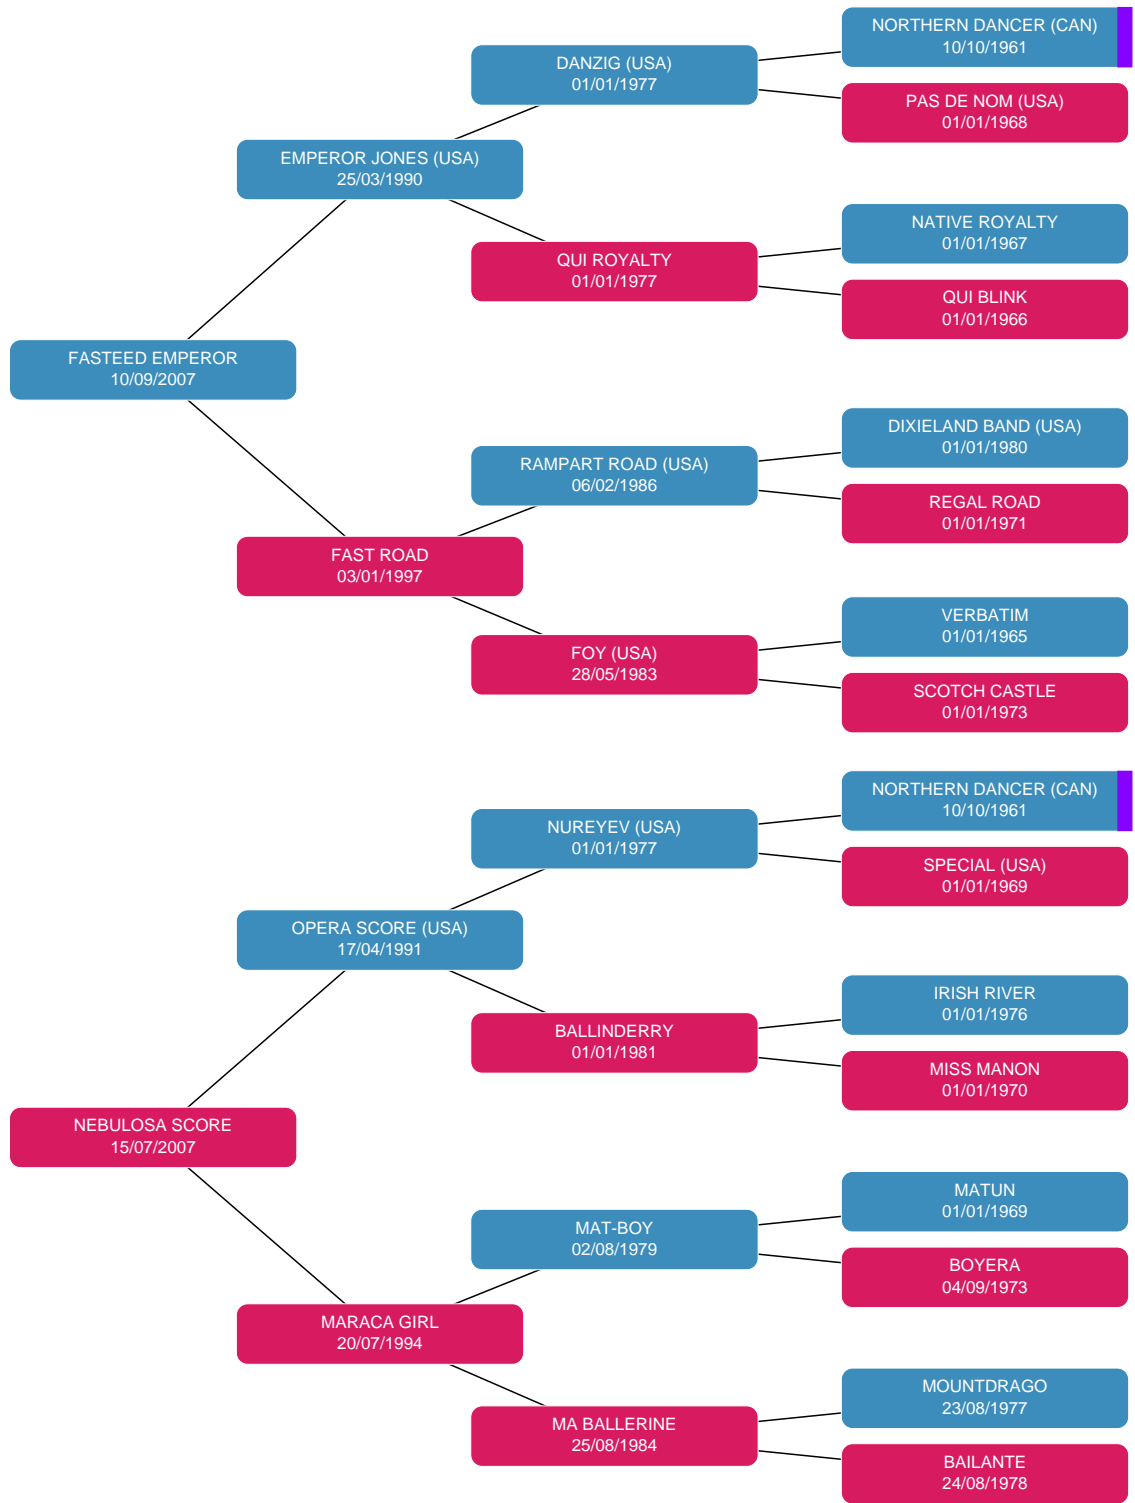 NORTHERN DANCER (CAN)
10/10/1961
DANZIG (USA)
01/01/1977
PAS DE NOM (USA)
01/01/1968
EMPEROR JONES (USA)
25/03/1990
NATIVE ROYALTY
01/01/1967
QUI ROYALTY
01/01/1977
QUI BLINK
01/01/1966
FASTEED EMPEROR
10/09/2007
DIXIELAND BAND (USA)
01/01/1980
RAMPART ROAD (USA)
06/02/1986
REGAL ROAD
01/01/1971
FAST ROAD
03/01/1997
VERBATIM
01/01/1965
FOY (USA)
28/05/1983
SCOTCH CASTLE
01/01/1973
NORTHERN DANCER (CAN)
10/10/1961
NUREYEV (USA)
01/01/1977
SPECIAL (USA)
01/01/1969
OPERA SCORE (USA)
17/04/1991
IRISH RIVER
01/01/1976
BALLINDERRY
01/01/1981
MISS MANON
01/01/1970
NEBULOSA SCORE
15/07/2007
MATUN
01/01/1969
MAT-BOY
02/08/1979
BOYERA
04/09/1973
MARACA GIRL
20/07/1994
MOUNTDRAGO
23/08/1977
MA BALLERINE
25/08/1984
BAILANTE
24/08/1978